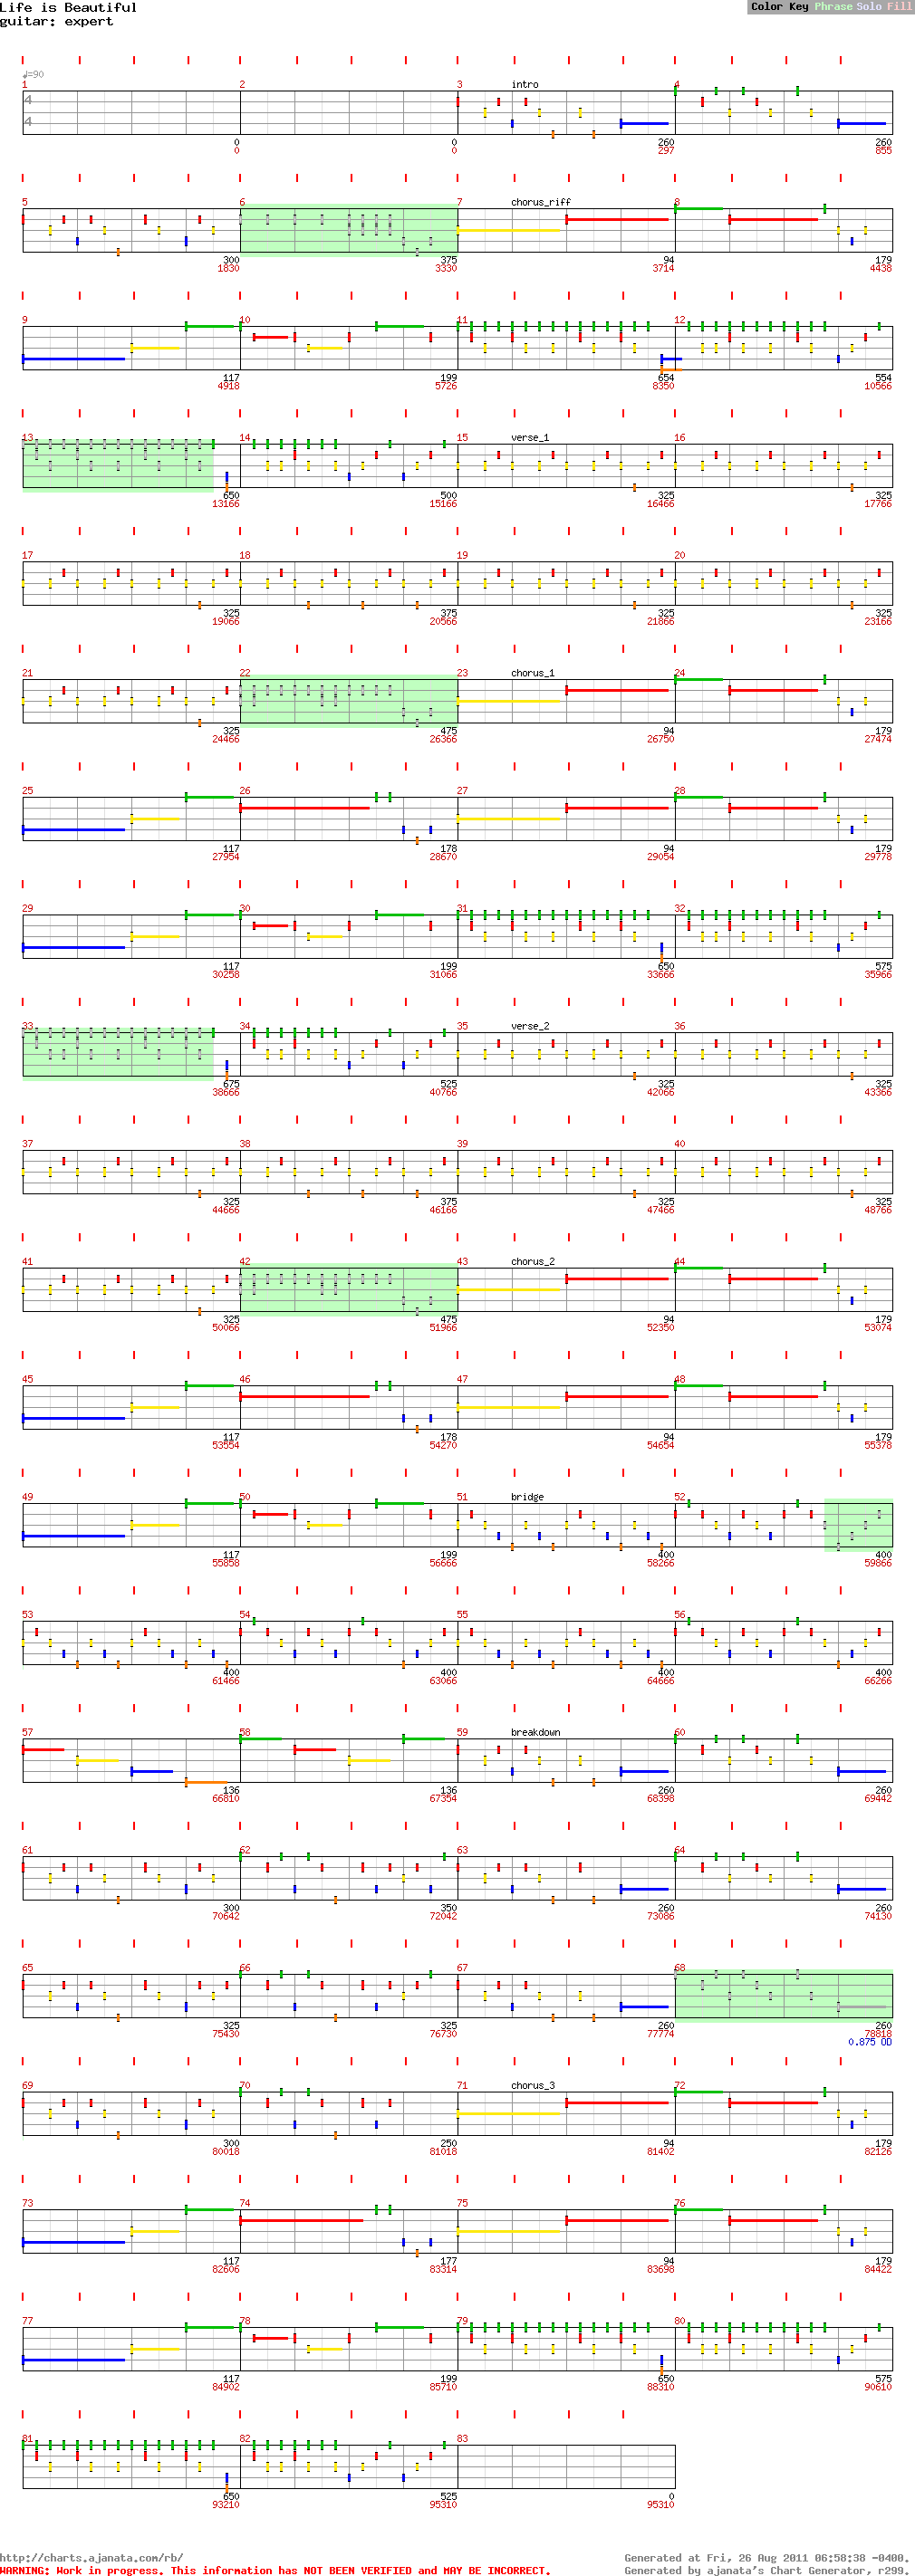 Life is Beautiful
guitar: expert
Color Key Phrase Solo Fill
♩=90
1 2 3 intro 4
4
4
0 0 260 260
0 0 297 855
5 6 7 chorus_riff 8
300 375 94 179
1830 3330 3714 4438
9 10 11 12
117 199 654 554
4918 5726 8350 10566
13 14 15 verse_1 16
650 500 325 325
13166 15166 16466 17766
17 18 19 20
325 375 325 325
19066 20566 21866 23166
21 22 23 chorus_1 24
325 475 94 179
24466 26366 26750 27474
25 26 27 28
117 178 94 179
27954 28670 29054 29778
29 30 31 32
117 199 650 575
30258 31066 33666 35966
33 34 35 verse_2 36
675 525 325 325
38666 40766 42066 43366
37 38 39 40
325 375 325 325
44666 46166 47466 48766
41 42 43 chorus_2 44
325 475 94 179
50066 51966 52350 53074
45 46 47 48
117 178 94 179
53554 54270 54654 55378
49 50 51 bridge 52
117 199 400 400
55858 56666 58266 59866
53 54 55 56
400 400 400 400
61466 63066 64666 66266
57 58 59 breakdown 60
136 136 260 260
66810 67354 68398 69442
61 62 63 64
300 350 260 260
70642 72042 73086 74130
65 66 67 68
325 325 260 260
75430 76730 77774 78818
0.875 OD
69 70 71 chorus_3 72
300 250 94 179
80018 81018 81402 82126
73 74 75 76
117 177 94 179
82606 83314 83698 84422
77 78 79 80
117 199 650 575
84902 85710 88310 90610
81 82 83
650 525 0
93210 95310 95310
http://charts.ajanata.com/rb/ Generated at Fri, 26 Aug 2011 06:58:38 -0400.
WARNING: Work in progress. This information has NOT BEEN VERIFIED and MAY BE INCORRECT. Generated by ajanata's Chart Generator, r299.